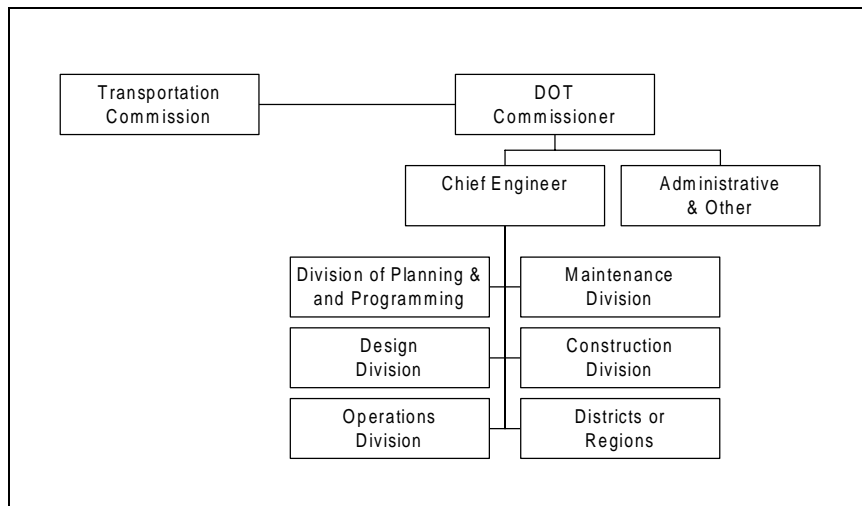 Transportation
Commission
DOT
Commissioner
Chief Engineer
Administrative
& Other
Division of Planning &
and Programming
Maintenance
Division
Design
Division
Construction
Division
Operations
Division
Districts or
Regions